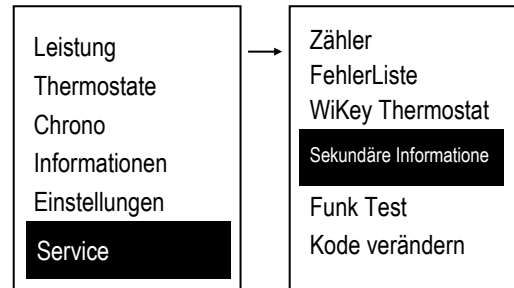 Leistung
Thermostate
Chrono
Informationen
Einstellungen
Service
Zähler
FehlerListe
WiKey Thermostat
Sekundäre Informatione
Funk Test
Kode verändern